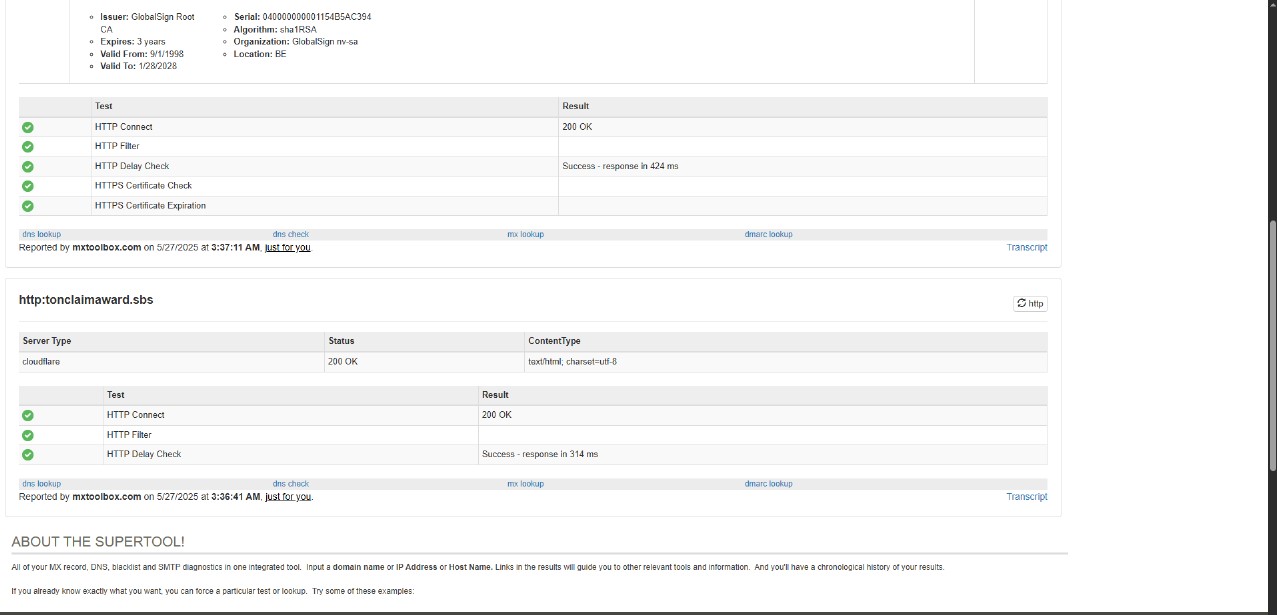 Issuer: GlobalSign Root CA
Expires: 3 years
Valid From: 9/1/1998
Valid To: 1/28/2028
Serial: 040000000001154B5AC394
Algorithm: sha1RSA
Organization: GlobalSign nv-sa
Location: BE
Test Result
HTTP Connect 200 OK
HTTP Filter
HTTP Delay Check Success - response in 424 ms
HTTPS Certificate Check
HTTPS Certificate Expiration
dns lookup dns check mx lookup dmarc lookup
Reported by mxtoolbox.com on 5/27/2025 at 3:37:11 AM, just for you. Transcript
http:tonclaimaward.sbs http
Server Type Status ContentType
cloudflare 200 OK text/html; charset=utf-8
Test Result
HTTP Connect 200 OK
HTTP Filter
HTTP Delay Check Success - response in 314 ms
dns lookup dns check mx lookup dmarc lookup
Reported by mxtoolbox.com on 5/27/2025 at 3:36:41 AM, just for you. Transcript
ABOUT THE SUPERTOOL!
All of your MX record, DNS, blacklist and SMTP diagnostics in one integrated tool. Input a domain name or IP Address or Host Name. Links in the results will guide you to other relevant tools and information. And you'll have a chronological history of your results.
If you already know exactly what you want, you can force a particular test or lookup. Try some of these examples: